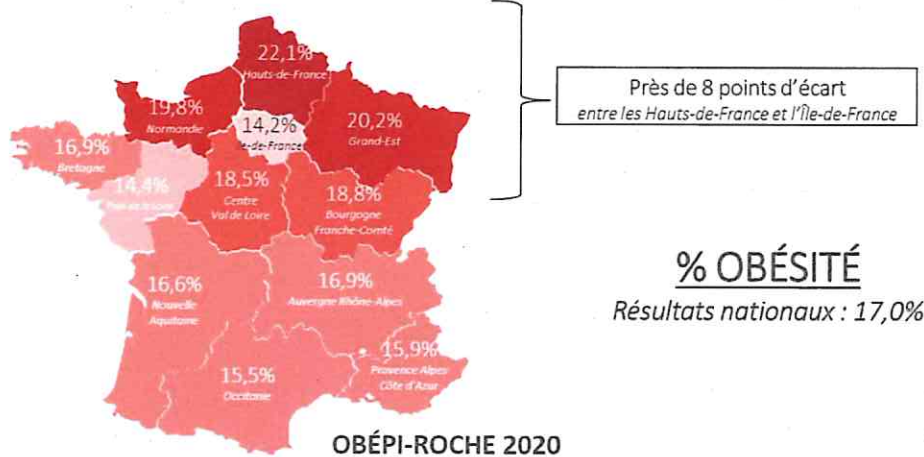 22,1%
Hauts-de-France
Près de 8 points d'écart
entre les Hauts-de-France et l'Île-de-France
19,8%
Normandie
14,2%
Île-de-France
20,2%
Grand-Est
16,9%
Bretagne
14,4%
Pays de la Loire
18,5%
Centre
Val de Loire
18,8%
Bourgogne
Franche-Comté
% OBÉSITÉ
Résultats nationaux : 17,0%
16,6%
Nouvelle
Aquitaine
16,9%
Auvergne Rhône-Alpes
15,9%
Provence Alpes
Côte d'Azur
15,5%
Occitanie
OBÉPI-ROCHE 2020